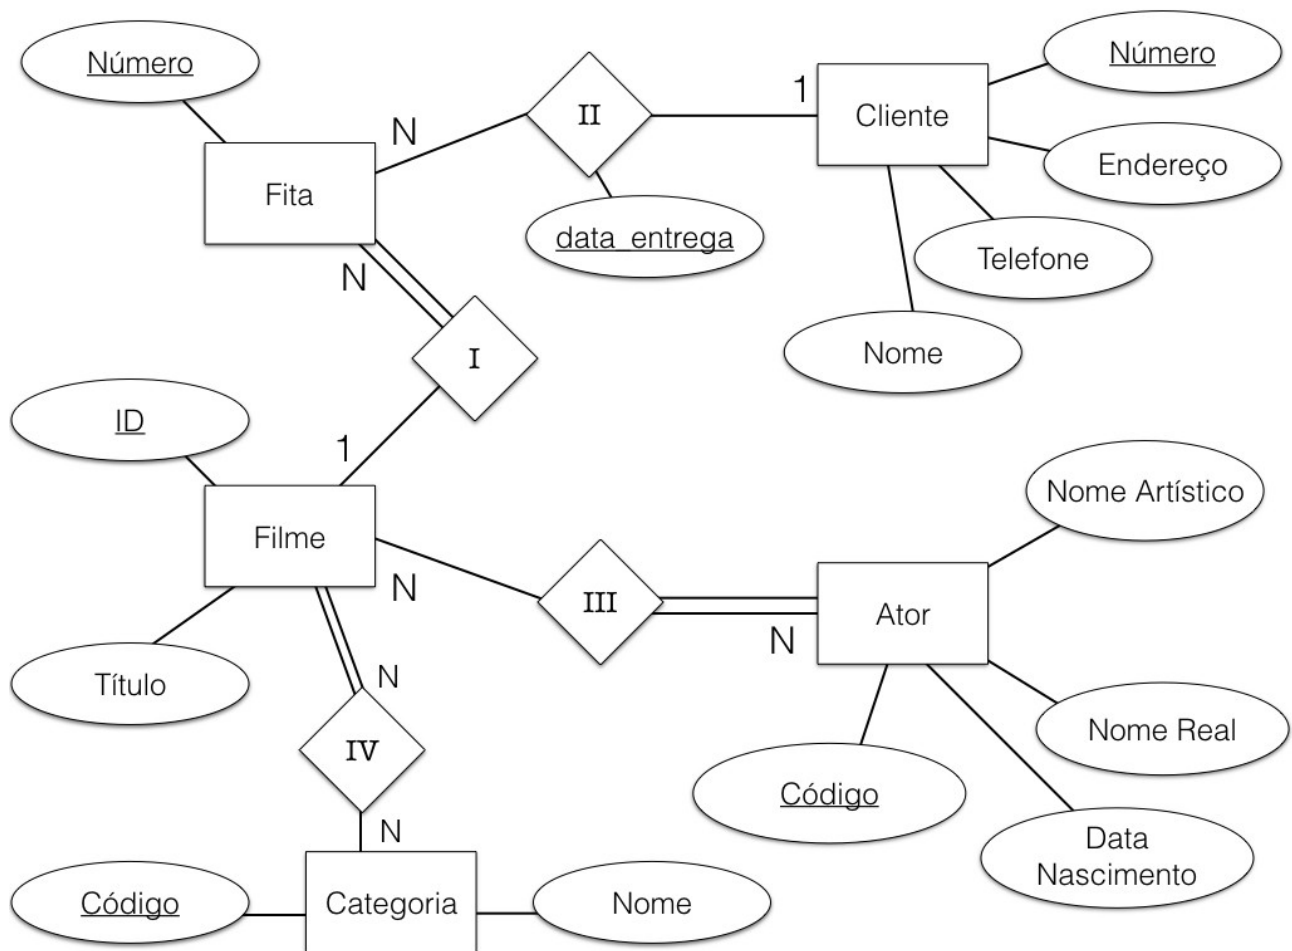 Número
Fita
N
N
II
data_entrega
1
Cliente
Número
Endereço
Telefone
Nome
I
1
ID
Filme
Título
N
III
N
Ator
Nome Artístico
Nome Real
Data
Nascimento
Código
N
IV
N
Código
Categoria
Nome